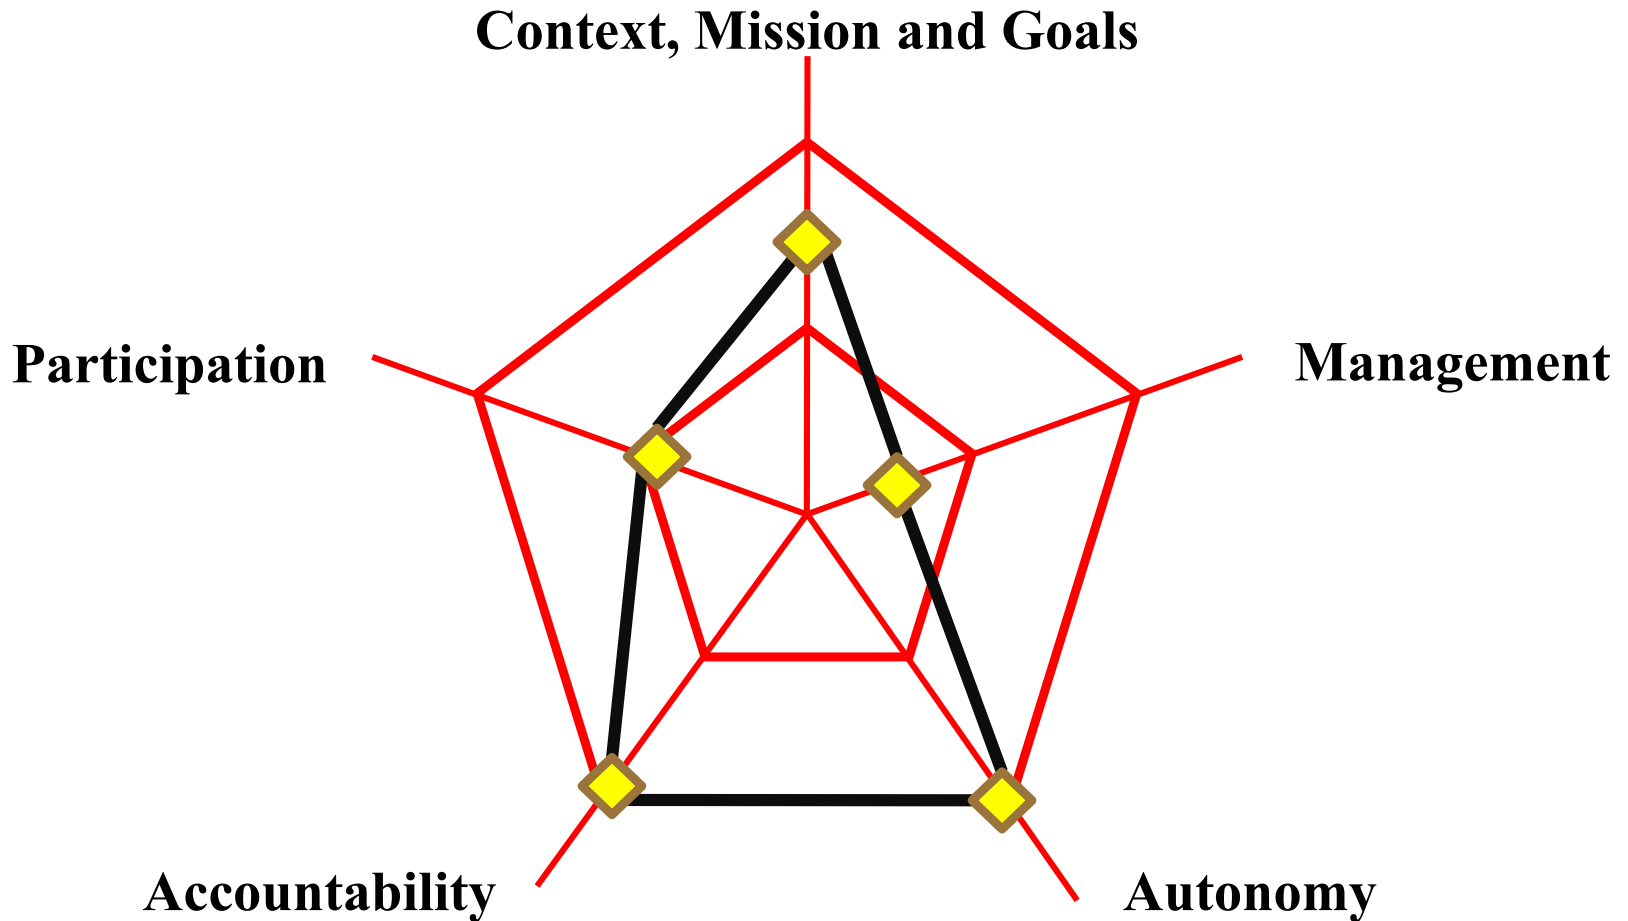 Context, Mission and Goals
Participation
Management
Accountability
Autonomy